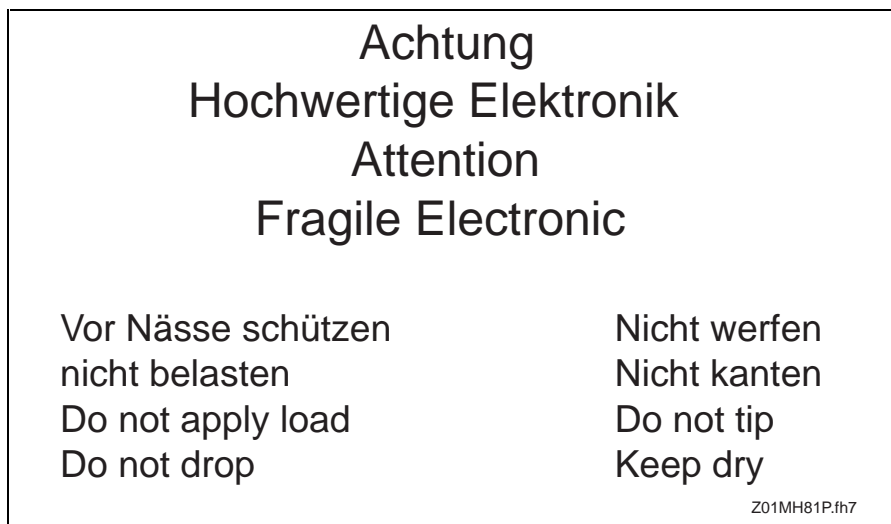 Achtung
Hochwertige Elektronik
Attention
Fragile Electronic
Vor Nässe schützen
nicht belasten
Do not apply load
Do not drop
Nicht werfen
Nicht kanten
Do not tip
Keep dry
Z01MH81P.fh7